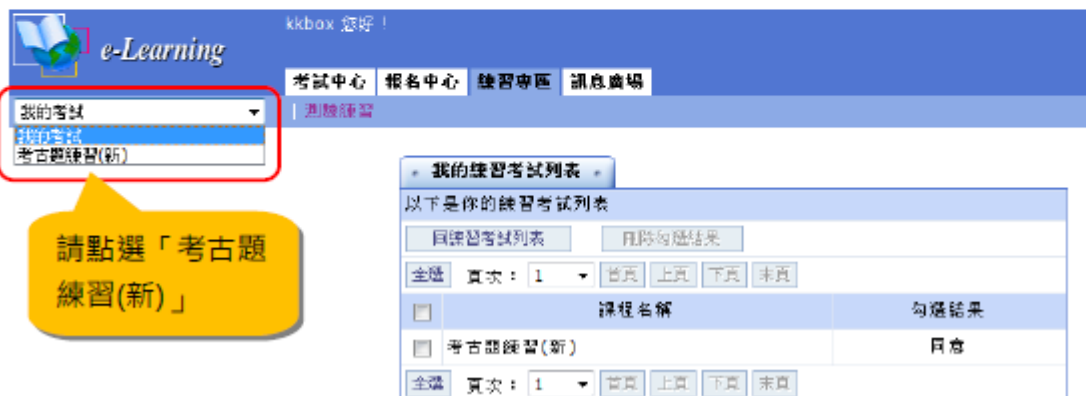 kkbox 您好！
e-Learning
考試中心 報名中心 練習專區 訊息廣場
我的考試
| 測驗練習
我的考試
考古題練習(新)
請點選「考古題
練習(新)」
我的練習考試列表
以下是你的練習考試列表
回練習考試列表 刪除勾選結果
全選 頁次： 1 首頁 上頁 下頁 末頁
課程名稱 勾選結果
考古題練習(新) 同意
全選 頁次： 1 首頁 上頁 下頁 末頁